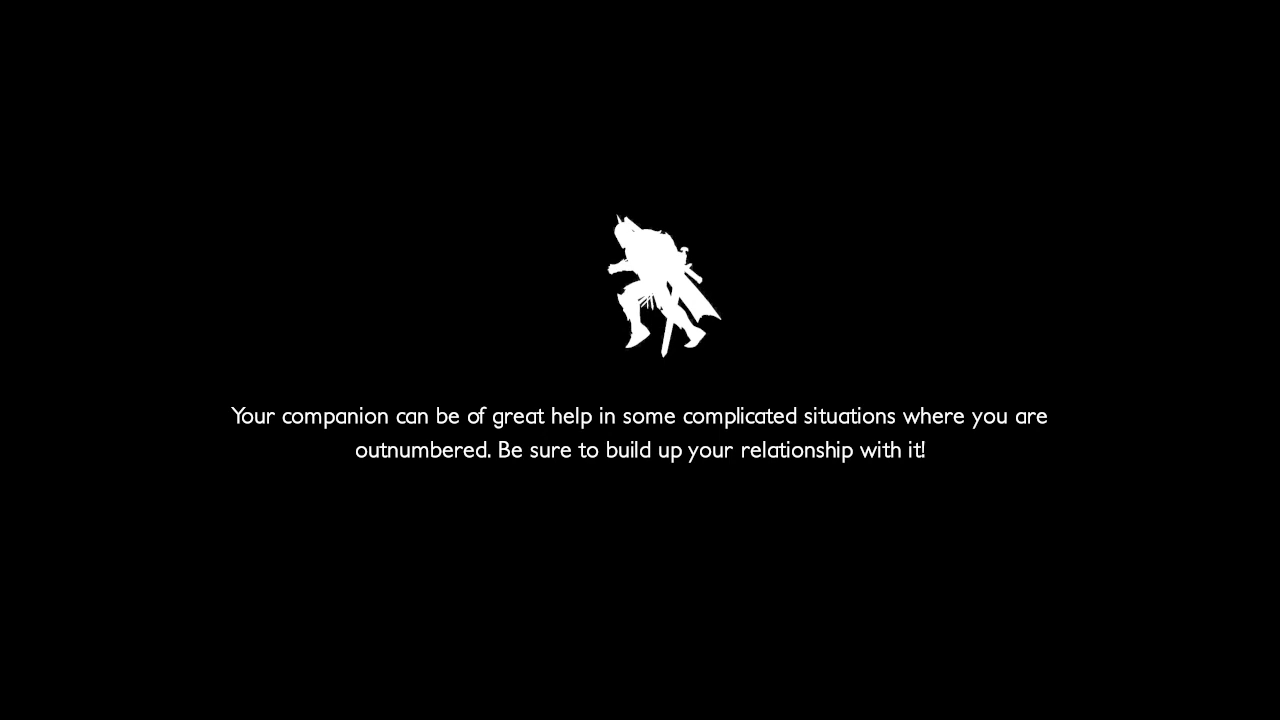 Your companion can be of great help in some complicated situations where you are
outnumbered. Be sure to build up your relationship with it!